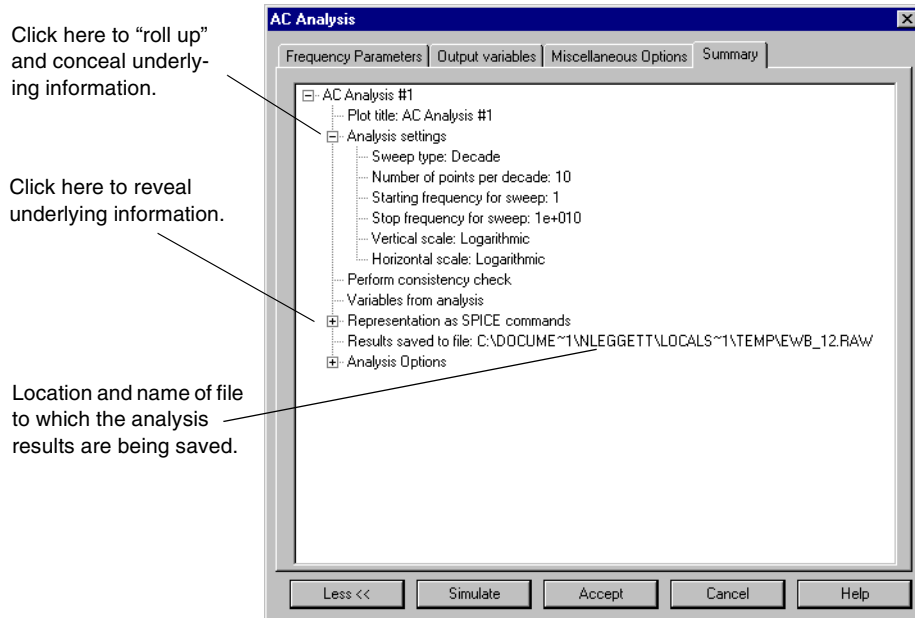 AC Analysis
Click here to “roll up”
and conceal underly-
ing information.
Frequency Parameters Output variables Miscellaneous Options Summary
AC Analysis #1
Plot title: AC Analysis #1
Analysis settings
Sweep type: Decade
Number of points per decade: 10
Starting frequency for sweep: 1
Stop frequency for sweep: 1e+010
Vertical scale: Logarithmic
Horizontal scale: Logarithmic
Click here to reveal
underlying information.
Perform consistency check
Variables from analysis
Representation as SPICE commands
Results saved to file: C:\DOCUME~1\NLEGGETT\LOCALS~1\TEMP\EWB_12.RAW
Analysis Options
Location and name of file
to which the analysis
results are being saved.
Less << Simulate Accept Cancel Help